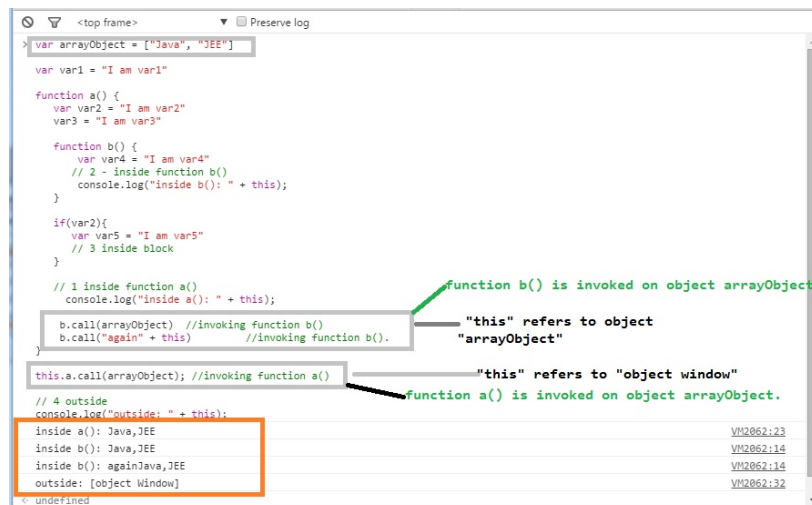 <top frame> ▼ Preserve log
> var arrayObject = ["Java", "JEE"]
var var1 = "I am var1"
function a() {
var var2 = "I am var2"
var3 = "I am var3"
function b() {
var var4 = "I am var4"
// 2 - inside function b()
console.log("inside b(): " + this);
}
if(var2){
var var5 = "I am var5"
// 3 inside block
}
// 1 inside function a()
console.log("inside a(): " + this);
function b() is invoked on object arrayObject
b.call(arrayObject) //invoking function b()
b.call("again" + this) //invoking function b().
"this" refers to object
"arrayObject"
}
this.a.call(arrayObject); //invoking function a()
"this" refers to "object window"
function a() is invoked on object arrayObject.
// 4 outside
console.log("outside: " + this);
inside a(): Java,JEE VM2062:23
inside b(): Java,JEE VM2062:14
inside b(): againJava,JEE VM2062:14
outside: [object Window] VM2062:32
< undefined